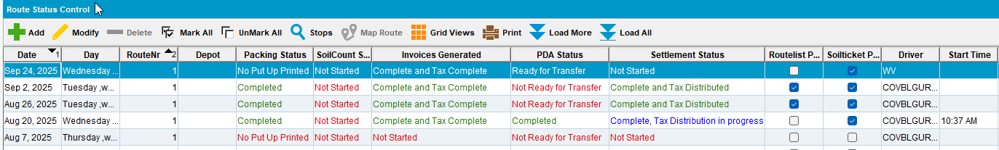 Route Status Control
Add Modify Delete Mark All UnMark All Stops Map Route Grid Views Print Load More Load All
Date 1 Day RouteNr 2 Depot Packing Status SoilCount S... Invoices Generated PDA Status Settlement Status Routelist P... Soilticket P... Driver Start Time
Sep 24, 2025 Wednesday ... 1 No Put Up Printed Not Started Complete and Tax Complete Ready for Transfer Not Started WV
Sep 2, 2025 Tuesday ,w... 1 Completed Not Started Complete and Tax Complete Not Ready for Transfer Complete and Tax Distributed COVBLGUR...
Aug 26, 2025 Tuesday ,w... 1 Completed Not Started Complete and Tax Complete Not Ready for Transfer Complete and Tax Distributed COVBLGUR...
Aug 20, 2025 Wednesday ... 1 Completed Not Started Complete and Tax Complete Completed Complete, Tax Distribution in progress COVBLGUR... 10:37 AM
Aug 7, 2025 Thursday ,w... 1 No Put Up Printed Not Started Not Started Not Ready for Transfer Not Started COVBLGUR...